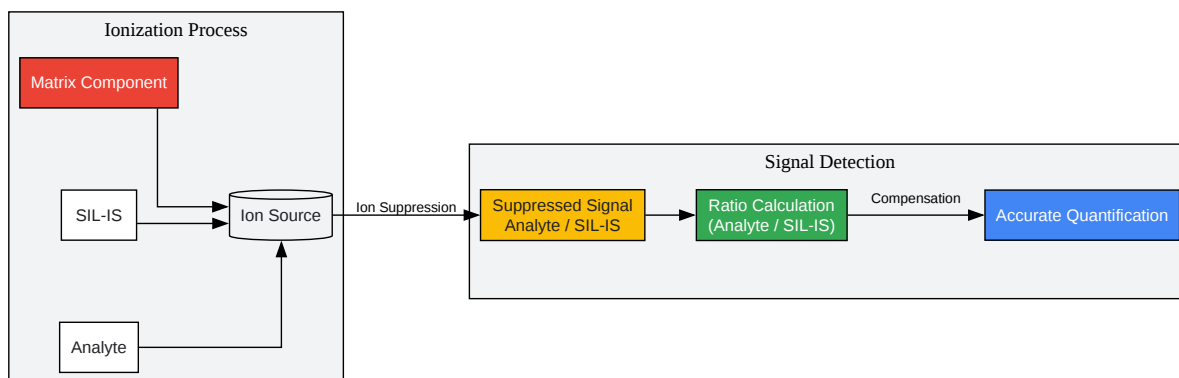 Ionization Process
Matrix Component
SIL-IS
Ion Source
Analyte
Ion Suppression
Signal Detection
Suppressed Signal
Analyte / SIL-IS
Ratio Calculation
(Analyte / SIL-IS)
Compensation
Accurate Quantification